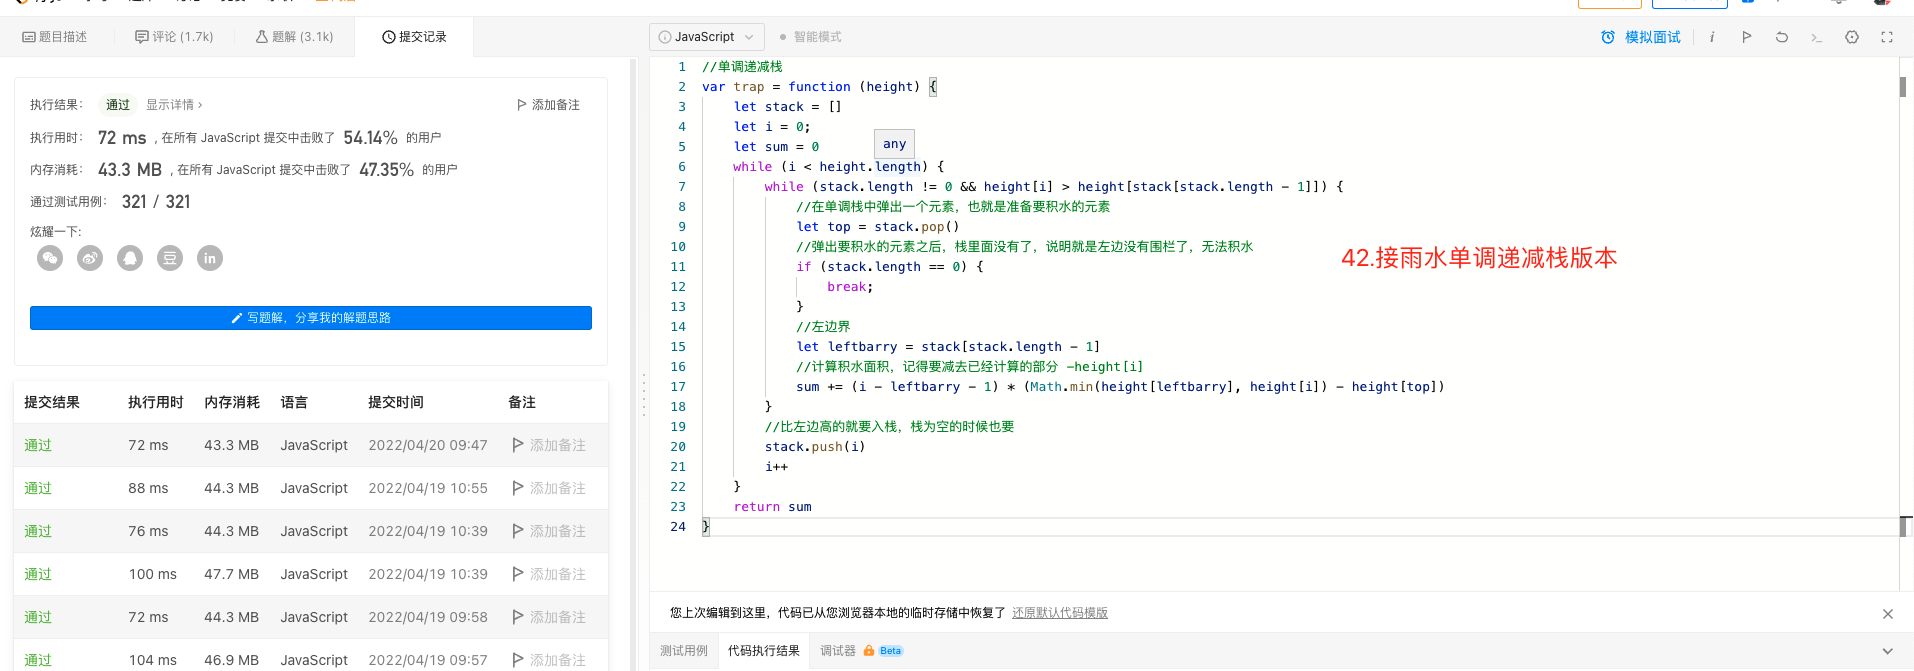 题目描述
评论 (1.7k)
题解 (3.1k)
提交记录
执行结果：
通过
显示详情 ›
添加备注
执行用时： 72 ms , 在所有 JavaScript 提交中击败了 54.14% 的用户
内存消耗： 43.3 MB , 在所有 JavaScript 提交中击败了 47.35% 的用户
通过测试用例： 321 / 321
炫耀一下:
豆
in
写题解，分享我的解题思路
提交结果 执行用时 内存消耗 语言 提交时间 备注
通过 72 ms 43.3 MB JavaScript 2022/04/20 09:47 添加备注
通过 88 ms 44.3 MB JavaScript 2022/04/19 10:55 添加备注
通过 76 ms 44.3 MB JavaScript 2022/04/19 10:39 添加备注
通过 100 ms 47.7 MB JavaScript 2022/04/19 10:39 添加备注
通过 72 ms 44.3 MB JavaScript 2022/04/19 09:58 添加备注
通过 104 ms 46.9 MB JavaScript 2022/04/19 09:57 添加备注
JavaScript
智能模式
模拟面试
1 //单调递减栈
2 var trap = function (height) {
3 let stack = []
4 let i = 0;
5 let sum = 0
any
6 while (i < height.length) {
7 while (stack.length != 0 && height[i] > height[stack[stack.length - 1]]) {
8 //在单调栈中弹出一个元素，也就是准备要积水的元素
9 let top = stack.pop()
10 //弹出要积水的元素之后，栈里面没有了，说明就是左边没有围栏了，无法积水
11 if (stack.length == 0) {
12 break;
13 }
14 //左边界
15 let leftbarry = stack[stack.length - 1]
16 //计算积水面积，记得要减去已经计算的部分 -height[i]
17 sum += (i - leftbarry - 1) * (Math.min(height[leftbarry], height[i]) - height[top])
18 }
19 //比左边高的就要入栈，栈为空的时候也要
20 stack.push(i)
21 i++
22 }
23 return sum
24 }
42.接雨水单调递减栈版本
您上次编辑到这里，代码已从您浏览器本地的临时存储中恢复了 还原默认代码模版
测试用例
代码执行结果
调试器
Beta